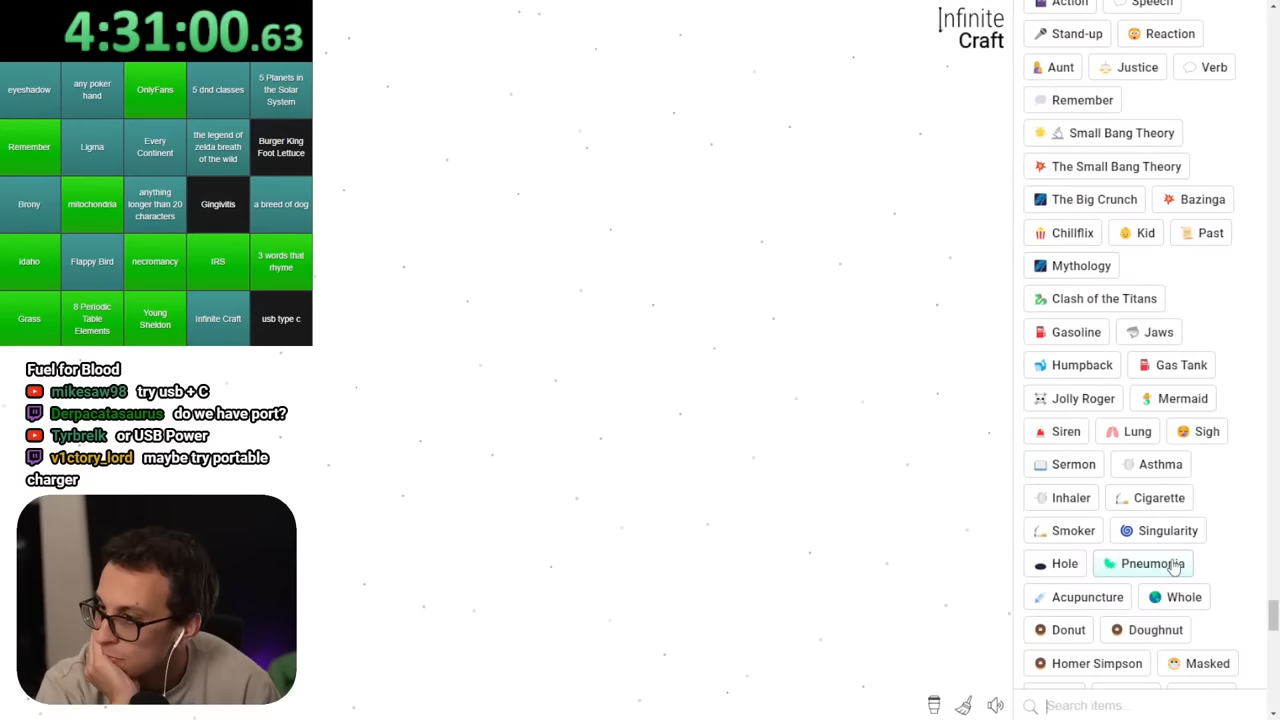 4:31:00.63
Infinite
Craft
eyeshadow
any poker
hand
OnlyFans
5 dnd classes
5 Planets in
the Solar
System
Remember
Ligma
Every
Continent
the legend of
zelda breath
of the wild
Burger King
Foot Lettuce
Brony
mitochondria
anything
longer than 20
characters
Gingivitis
a breed of dog
Idaho
Flappy Bird
necromancy
IRS
3 words that
rhyme
Grass
8 Periodic
Table
Elements
Young
Sheldon
Infinite Craft
usb type c
Fuel for Blood
mikesaw98 try usb + C
Derpacatasaurus do we have port?
Tyrbrelk or USB Power
v1ctory_lord maybe try portable
charger
Action Speech
Stand-up Reaction
Aunt Justice Verb
Remember
Small Bang Theory
The Small Bang Theory
The Big Crunch Bazinga
Chillflix Kid Past
Mythology
Clash of the Titans
Gasoline Jaws
Humpback Gas Tank
Jolly Roger Mermaid
Siren Lung Sigh
Sermon Asthma
Inhaler Cigarette
Smoker Singularity
Hole Pneumonia
Acupuncture Whole
Donut Doughnut
Homer Simpson Masked
Search items...